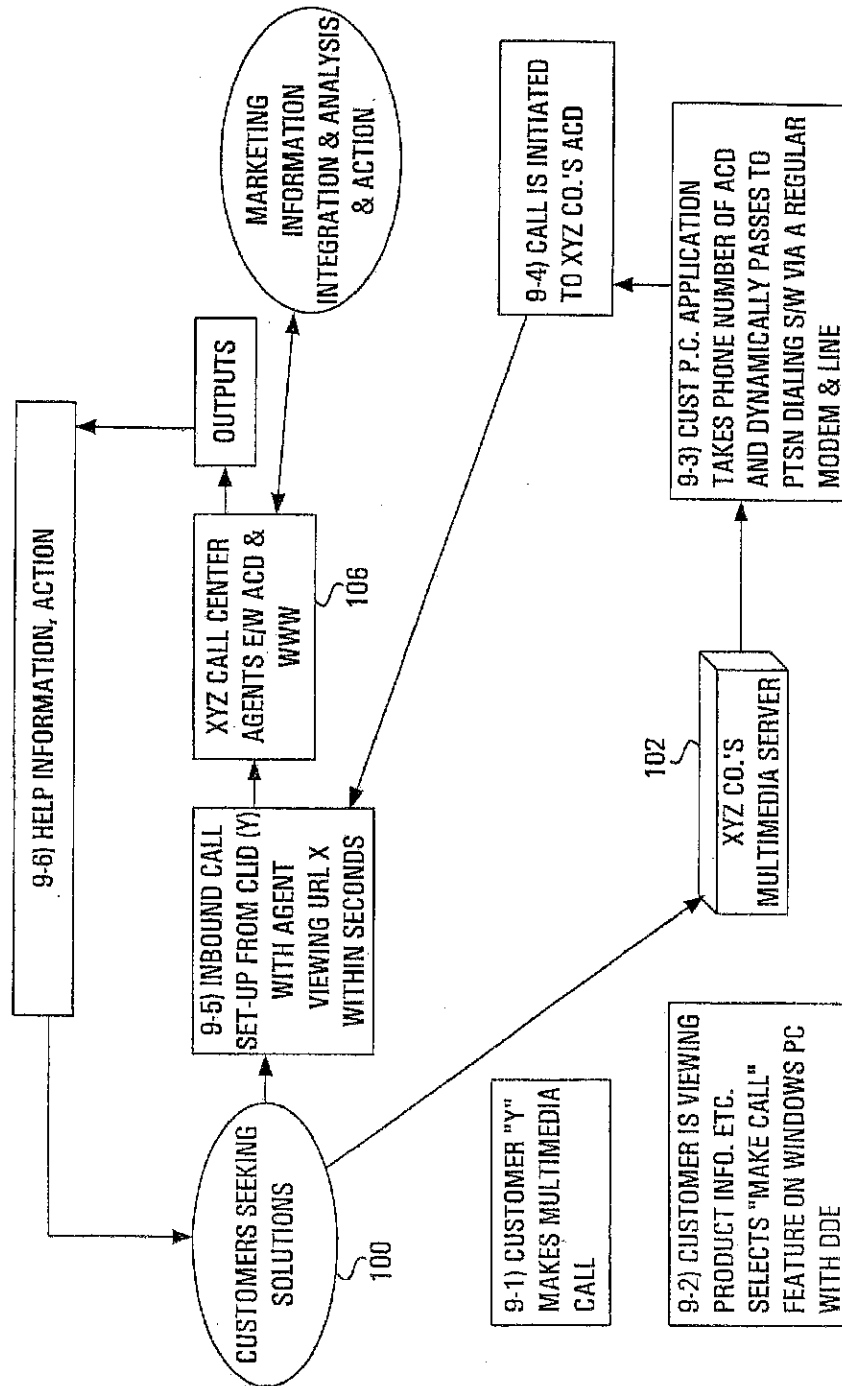 9-6) HELP INFORMATION, ACTION
CUSTOMERS SEEKING
SOLUTIONS
100
9-5) INBOUND CALL
SET-UP FROM CLID (Y)
WITH AGENT
VIEWING URL X
WITHIN SECONDS
XYZ CALL CENTER
AGENTS E/W ACD &
WWW
106
OUTPUTS
MARKETING
INFORMATION
INTEGRATION & ANALYSIS
& ACTION.
9-1) CUSTOMER "Y"
MAKES MULTIMEDIA
CALL
9-2) CUSTOMER IS VIEWING
PRODUCT INFO. ETC.
SELECTS "MAKE CALL"
FEATURE ON WINDOWS PC
WITH DDE
102
XYZ CO.'S
MULTIMEDIA SERVER
9-4) CALL IS INITIATED
TO XYZ CO.'S ACD
9-3) CUST P.C. APPLICATION
TAKES PHONE NUMBER OF ACD
AND DYNAMICALLY PASSES TO
PTSN DIALING S/W VIA A REGULAR
MODEM & LINE